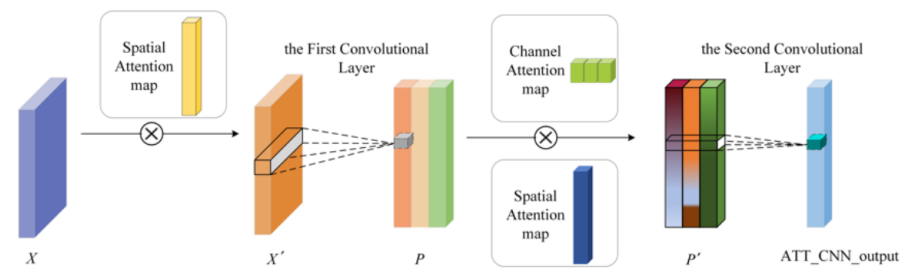 Spatial
Attention
map
the First Convolutional
Layer
Channel
Attention
map
the Second Convolutional
Layer
Spatial
Attention
map
X
X′
P
P′
ATT_CNN_output